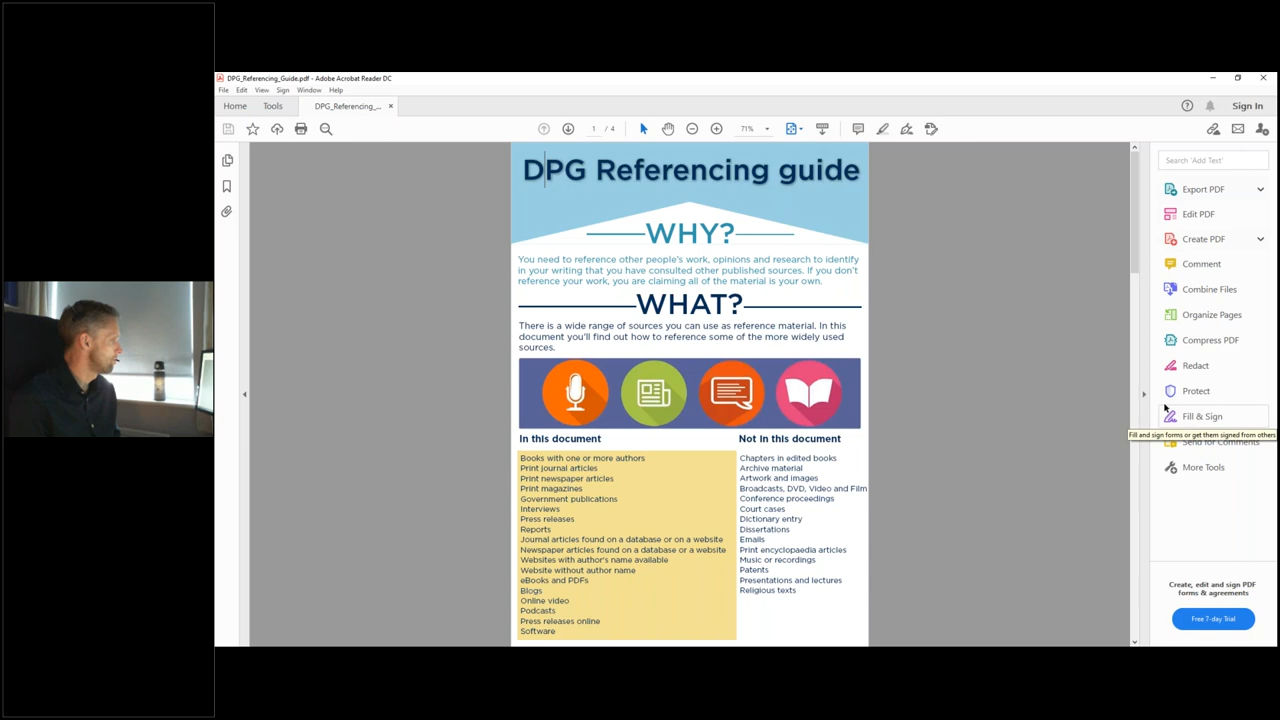 DPG_Referencing_Guide.pdf - Adobe Acrobat Reader DC
File Edit View Sign Window Help
Home Tools DPG_Referencing_... × Sign In
1 / 4 71%
DPG Referencing guide
WHY?
You need to reference other people's work, opinions and research to identify
in your writing that you have consulted other published sources. If you don't
reference your work, you are claiming all of the material is your own.
WHAT?
There is a wide range of sources you can use as reference material. In this
document you'll find out how to reference some of the more widely used
sources.
In this document
Books with one or more authors
Print journal articles
Print newspaper articles
Print magazines
Government publications
Interviews
Press releases
Reports
Journal articles found on a database or on a website
Newspaper articles found on a database or a website
Websites with author's name available
Website without author name
eBooks and PDFs
Blogs
Online video
Podcasts
Press releases online
Software
Not in this document
Chapters in edited books
Archive material
Artwork and images
Broadcasts, DVD, Video and Film
Conference proceedings
Court cases
Dictionary entry
Dissertations
Emails
Print encyclopaedia articles
Music or recordings
Patents
Presentations and lectures
Religious texts
Search 'Add Text'
Export PDF
Edit PDF
Create PDF
Comment
Combine Files
Organize Pages
Compress PDF
Redact
Protect
Fill & Sign
Fill and sign forms or get them signed from others
Send for Comments
More Tools
Create, edit and sign PDF
forms & agreements
Free 7-day Trial